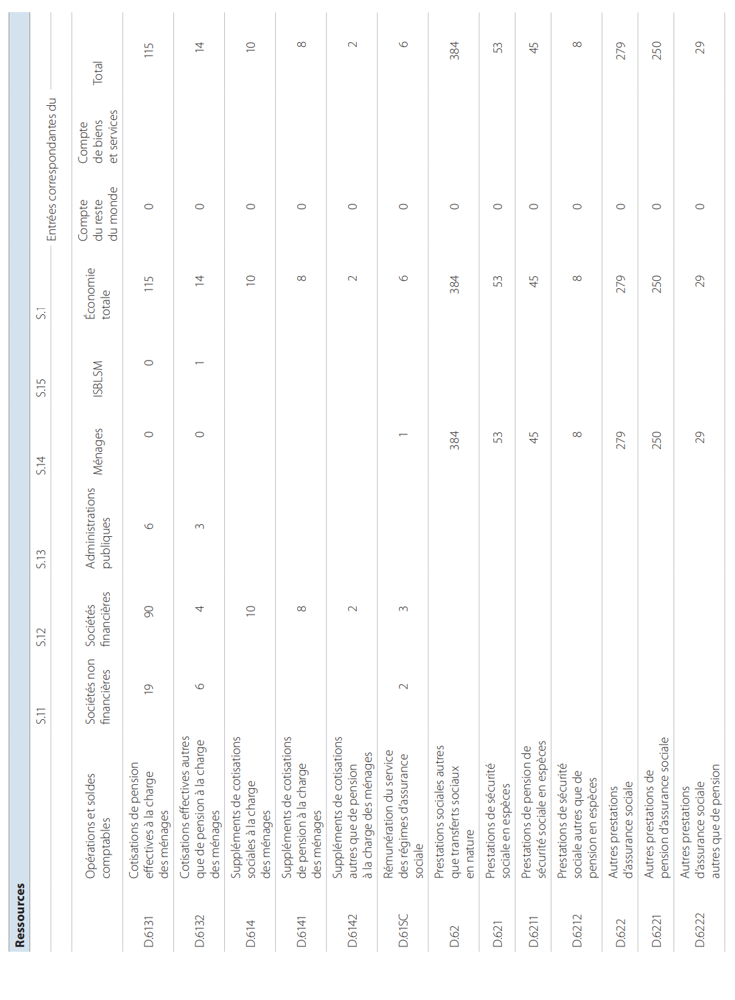 Ressources
S.11 S.12 S.13 S.14 S.15 S.1 Entrées correspondantes du
Opérations et soldes
comptables
Sociétés non
financières
Sociétés
financières
Administrations
publiques
Ménages
ISBLSM
Économie
totale
Compte
du reste
du monde
Compte
de biens
et services
Total
D.6131 Cotisations de pension
effectives à la charge 19 90 6 0 0 115 0 115
des ménages
D.6132 Cotisations effectives autres
que de pension à la charge 6 4 3 0 1 14 0 14
des ménages
D.614 Suppléments de cotisations
sociales à la charge 10 10 0 10
des ménages
D.6141 Suppléments de cotisations
de pension à la charge 8 8 0 8
des ménages
D.6142 Suppléments de cotisations
autres que de pension 2 2 0 2
à la charge des ménages
D.61SC Rémunération du service
des régimes d'assurance 2 3 1 6 0 6
sociale
D.62 Prestations sociales autres
que transferts sociaux 384 384 0 384
en nature
D.621 Prestations de sécurité 53 53 0 53
sociale en espèces
D.6211 Prestations de pension de 45 45 0 45
sécurité sociale en espèces
D.6212 Prestations de sécurité
sociale autres que de 8 8 0 8
pension en espèces
D.622 Autres prestations 279 279 0 279
d'assurance sociale
D.6221 Autres prestations de 250 250 0 250
pension d'assurance sociale
D.6222 Autres prestations
d'assurance sociale 29 29 0 29
autres que de pension